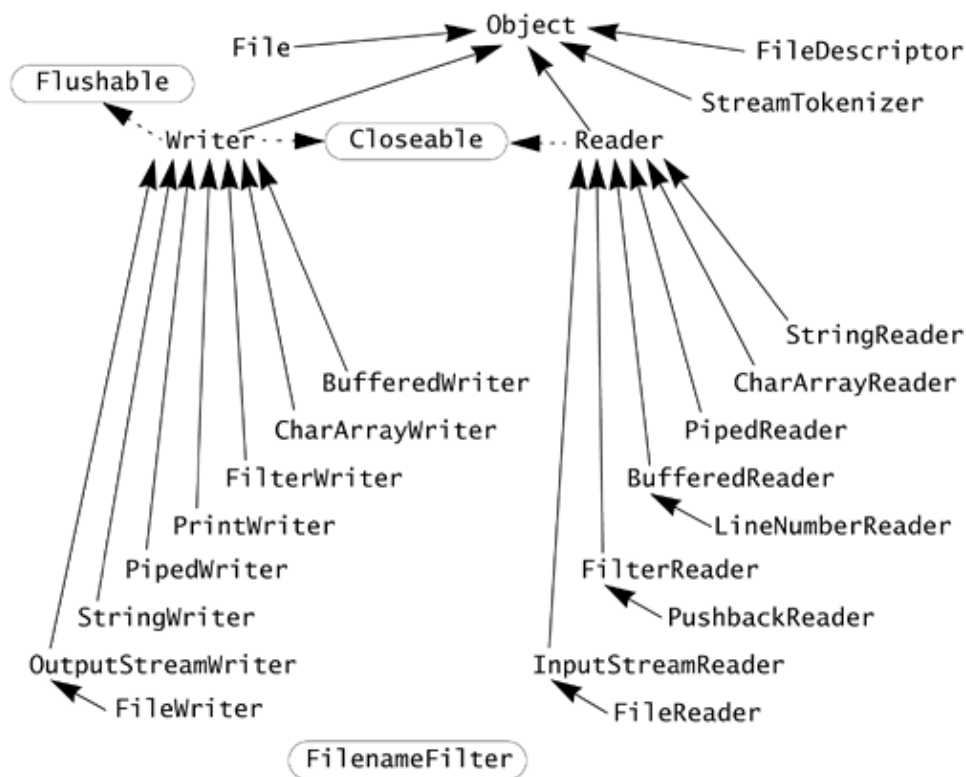 Object
File
FileDescriptor
Flushable
StreamTokenizer
Writer
Closeable
Reader
StringReader
BufferedWriter
CharArrayReader
CharArrayWriter
PipedReader
FilterWriter
BufferedReader
PrintWriter
LineNumberReader
PipedWriter
FilterReader
StringWriter
PushbackReader
OutputStreamWriter
InputStreamReader
FileWriter
FileReader
FilenameFilter